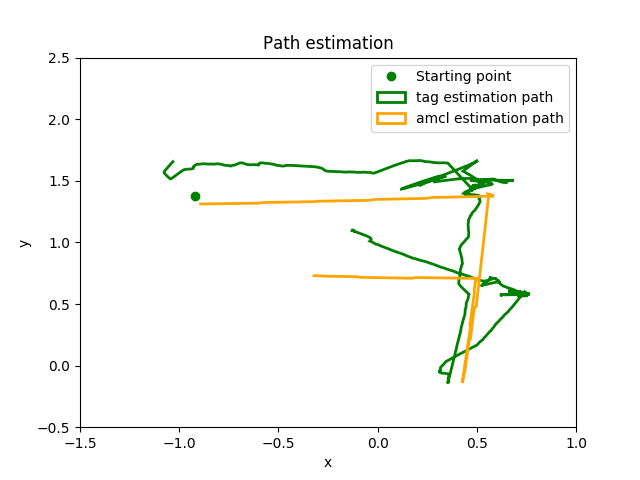 Path estimation
Starting point
tag estimation path
amcl estimation path
2.5
2.0
1.5
1.0
0.5
0.0
−0.5
y
−1.5
−1.0
−0.5
0.0
0.5
1.0
x